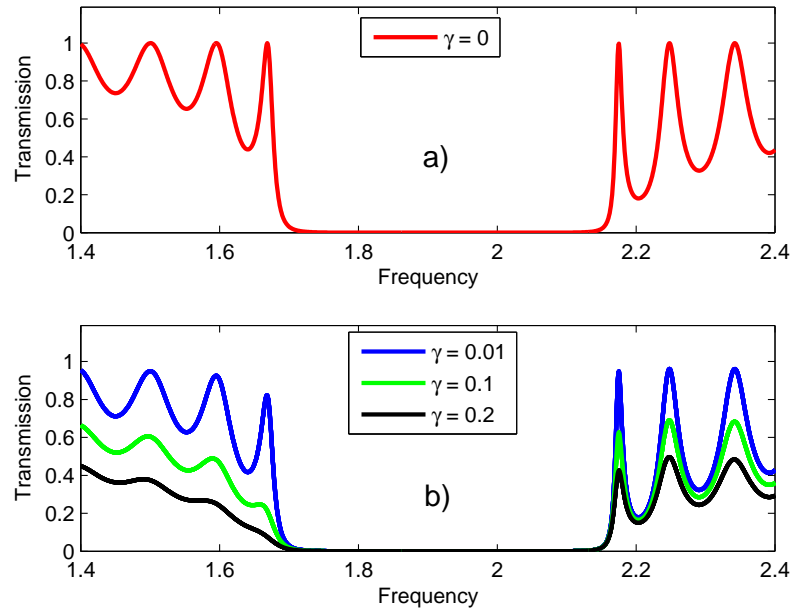 γ = 0
Transmission
1
0.8
0.6
0.4
0.2
0
a)
1.4 1.6 1.8 2 2.2 2.4
Frequency
γ = 0.01
γ = 0.1
γ = 0.2
Transmission
1
0.8
0.6
0.4
0.2
0
b)
1.4 1.6 1.8 2 2.2 2.4
Frequency